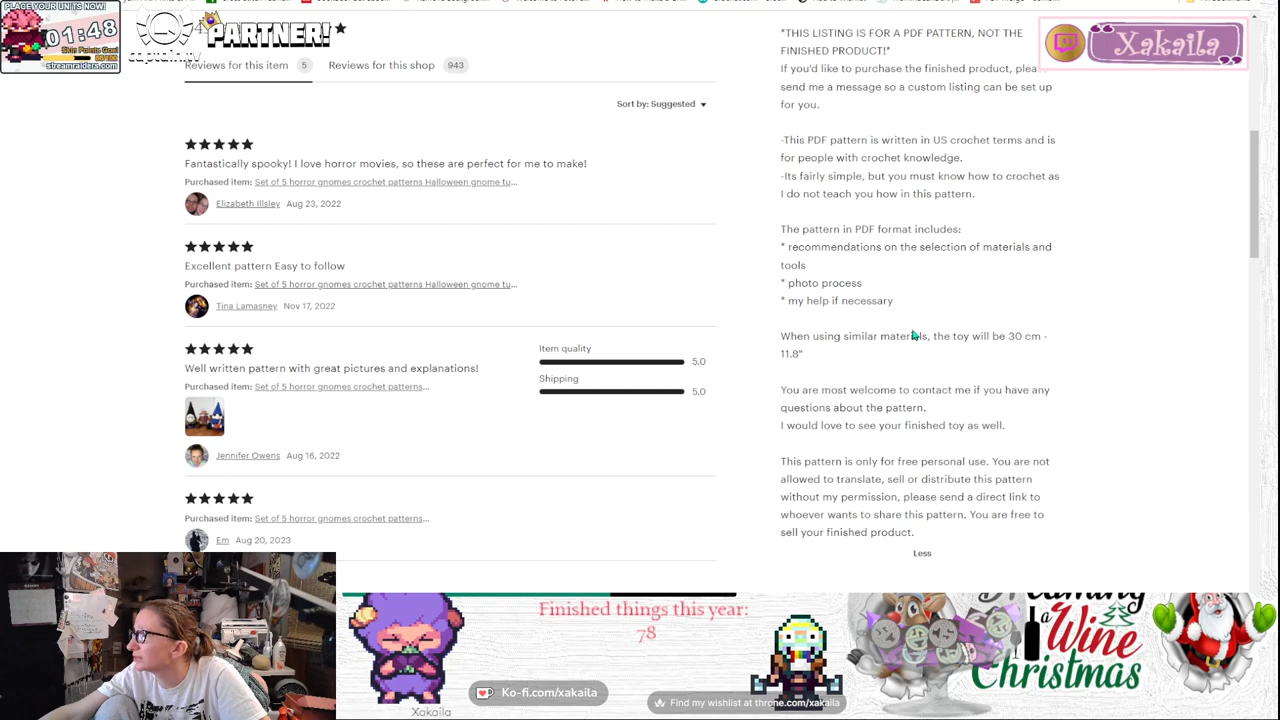 PLACE YOUR UNITS NOW!
01:48
Skin Points Goal
streamraiders.com
captain.tv
PARTNER!
Xakaila
Reviews for this item 5 Reviews for this shop 943
Sort by: Suggested
Fantastically spooky! I love horror movies, so these are perfect for me to make!
Purchased item: Set of 5 horror gnomes crochet patterns Halloween gnome tu...
Elizabeth Illsley Aug 23, 2022
Excellent pattern Easy to follow
Purchased item: Set of 5 horror gnomes crochet patterns Halloween gnome tu...
Tina Lamasney Nov 17, 2022
Well written pattern with great pictures and explanations!
Purchased item: Set of 5 horror gnomes crochet patterns...
Item quality 5.0
Shipping 5.0
Jennifer Owens Aug 16, 2022
Purchased item: Set of 5 horror gnomes crochet patterns...
Em Aug 20, 2023
*THIS LISTING IS FOR A PDF PATTERN, NOT THE
FINISHED PRODUCT!*
If you'd like to purchase the finished product, please
send me a message so a custom listing can be set up
for you.
-This PDF pattern is written in US crochet terms and is
for people with crochet knowledge.
-Its fairly simple, but you must know how to crochet as
I do not teach you how in this pattern.
The pattern in PDF format includes:
* recommendations on the selection of materials and
tools
* photo process
* my help if necessary
When using similar materials, the toy will be 30 cm -
11.8"
You are most welcome to contact me if you have any
questions about the pattern.
I would love to see your finished toy as well.
This pattern is only for free personal use. You are not
allowed to translate, sell or distribute this pattern
without my permission, please send a direct link to
whoever wants to share this pattern. You are free to
sell your finished product.
Less
Finished things this year:
78
Ko-fi.com/xakaila
Xakaila
Find my wishlist at throne.com/xakaila
Dreaming
of a
Wine
Christmas